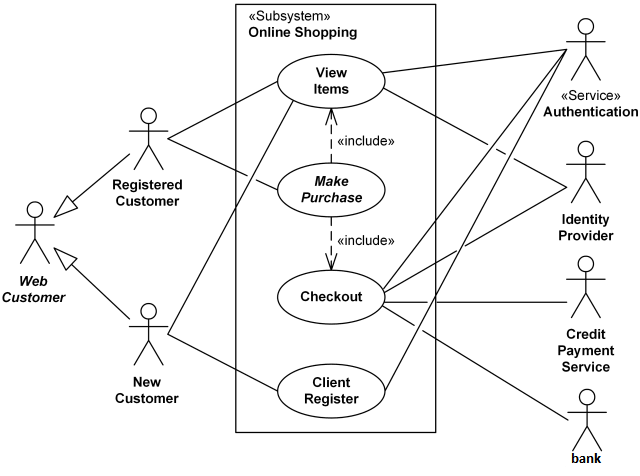 «Subsystem»
Online Shopping
View
Items
«include»
Make
Purchase
«include»
Checkout
Client
Register
Registered
Customer
Web
Customer
New
Customer
«Service»
Authentication
Identity
Provider
Credit
Payment
Service
bank